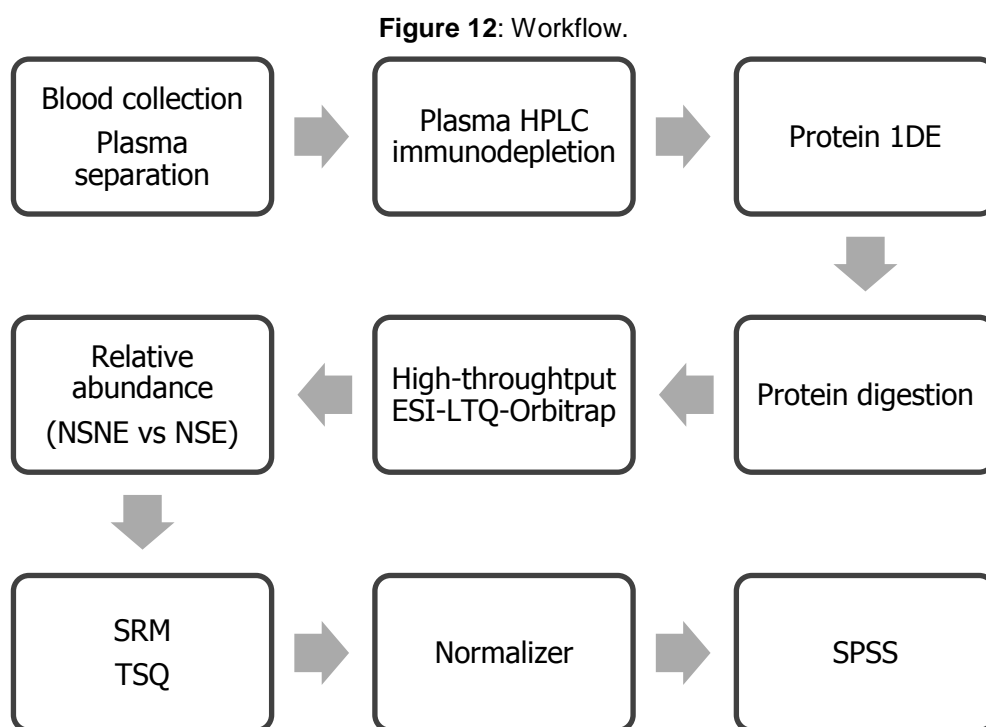 Figure 12: Workflow.
Blood collection
Plasma
separation
Plasma HPLC
immunodepletion
Protein 1DE
Protein digestion
High-throughtput
ESI-LTQ-Orbitrap
Relative
abundance
(NSNE vs NSE)
SRM
TSQ
Normalizer
SPSS